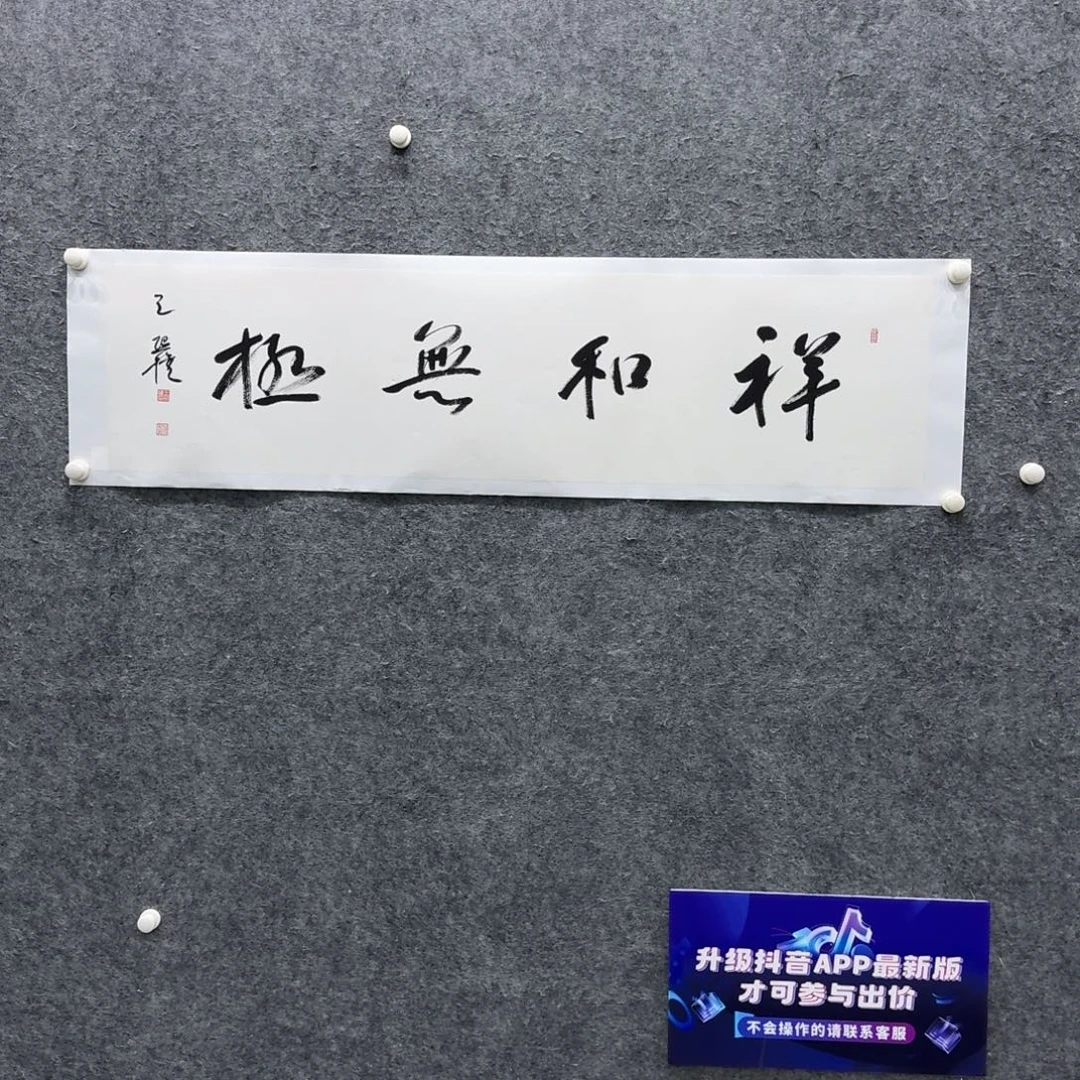 祥和無極
升级抖音APP最新版
才可参与出价
不会操作的请联系客服